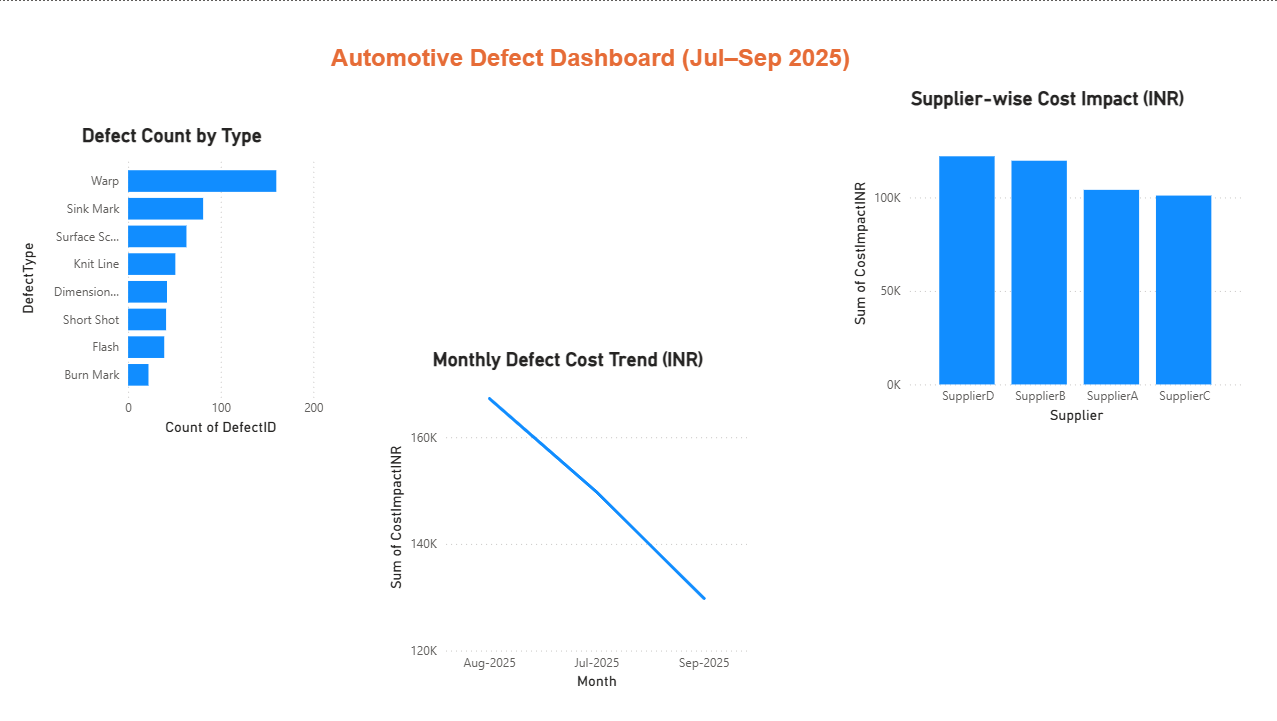 Automotive Defect Dashboard (Jul–Sep 2025)
Defect Count by Type
DefectType
Warp
Sink Mark
Surface Sc...
Knit Line
Dimension...
Short Shot
Flash
Burn Mark
0 100 200
Count of DefectID
Monthly Defect Cost Trend (INR)
Sum of CostImpactINR
160K
140K
120K
Aug-2025 Jul-2025 Sep-2025
Month
Supplier-wise Cost Impact (INR)
Sum of CostImpactINR
100K
50K
0K
SupplierD SupplierB SupplierA SupplierC
Supplier